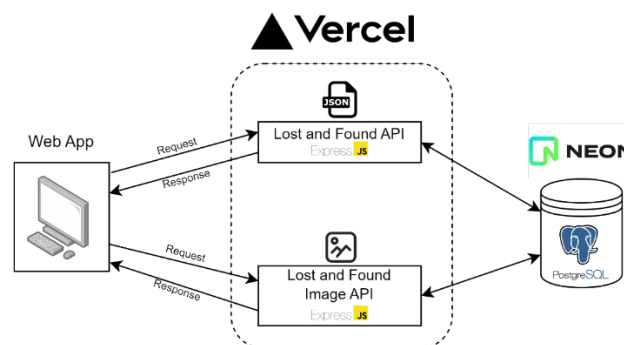 Vercel
JSON
Web App
Request
Lost and Found API
Express JS
Response
NEON
Request
Lost and Found
Image API
Response
Express JS
PostgreSQL